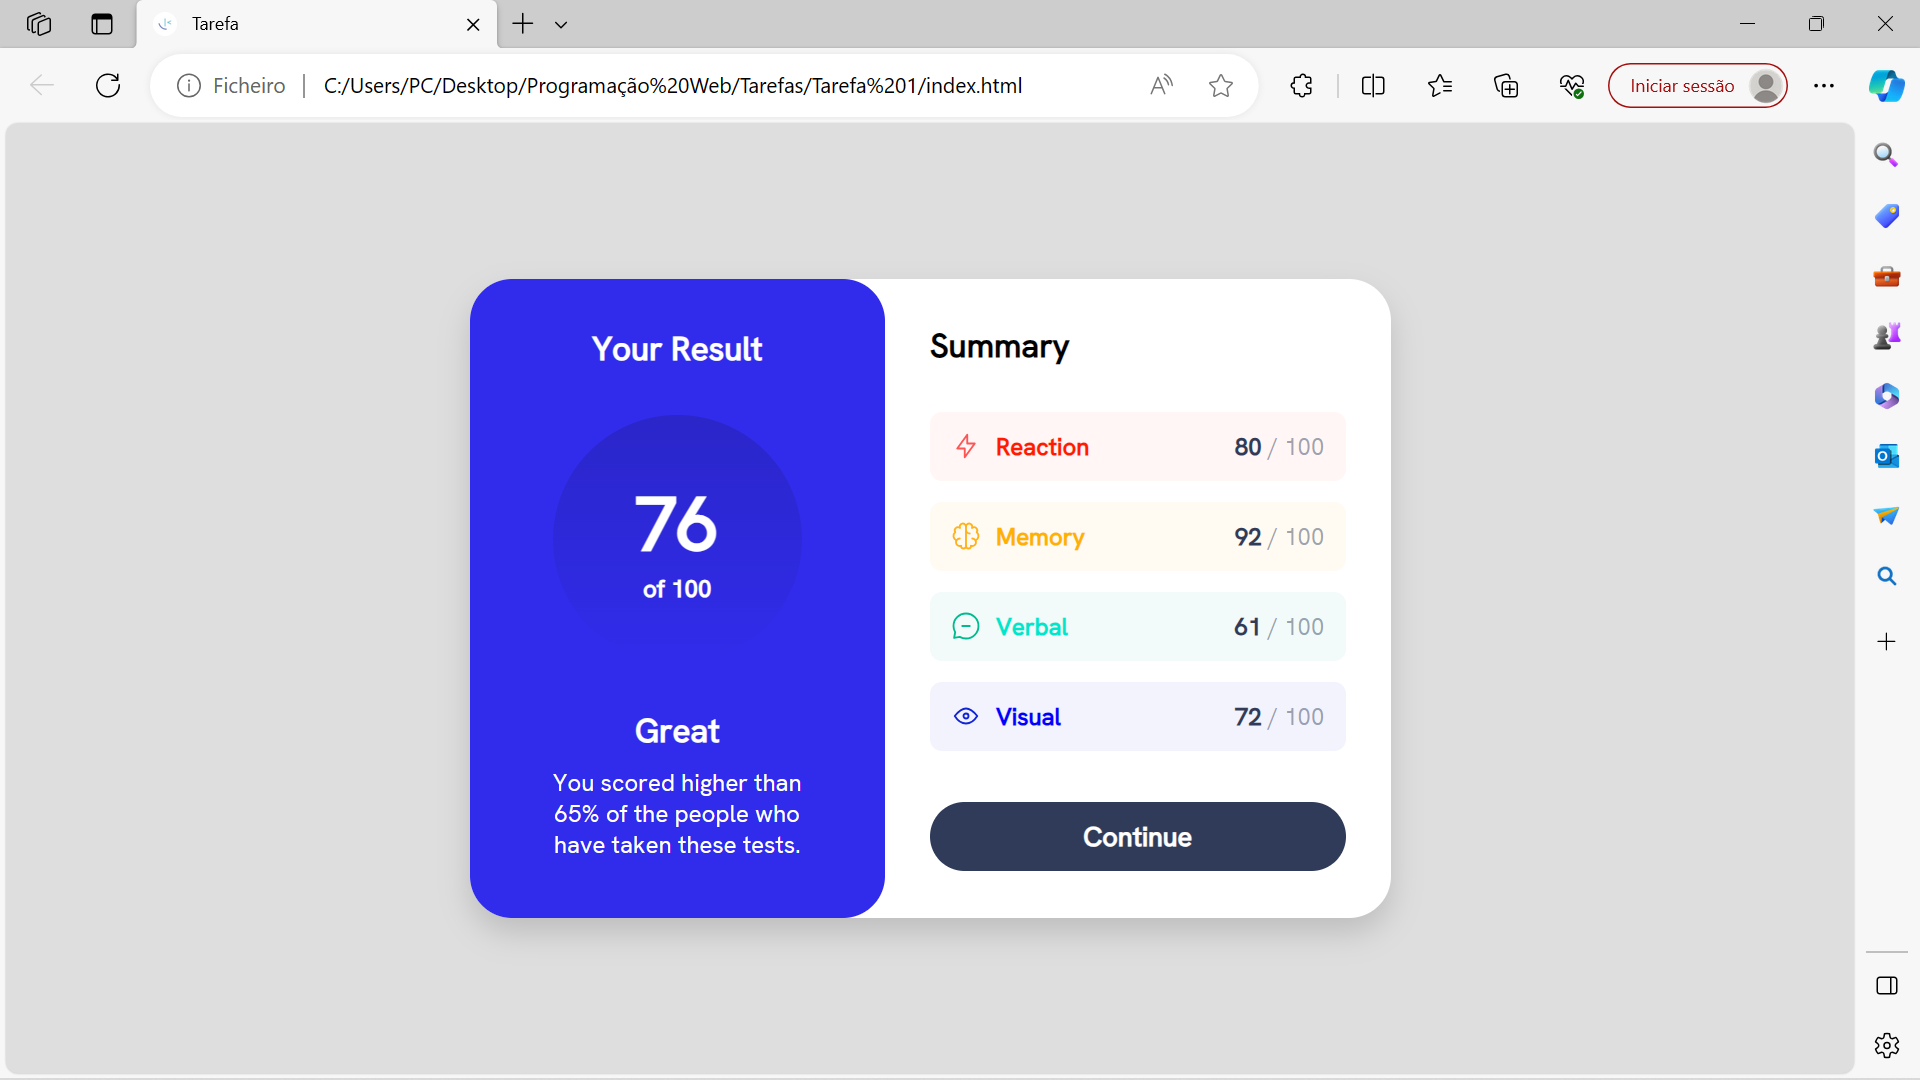 Tarefa
Ficheiro
C:/Users/PC/Desktop/Programação%20Web/Tarefas/Tarefa%201/index.html
Iniciar sessão
Your Result
76
of 100
Great
You scored higher than
65% of the people who
have taken these tests.
Summary
Reaction 80 / 100
Memory 92 / 100
Verbal 61 / 100
Visual 72 / 100
Continue